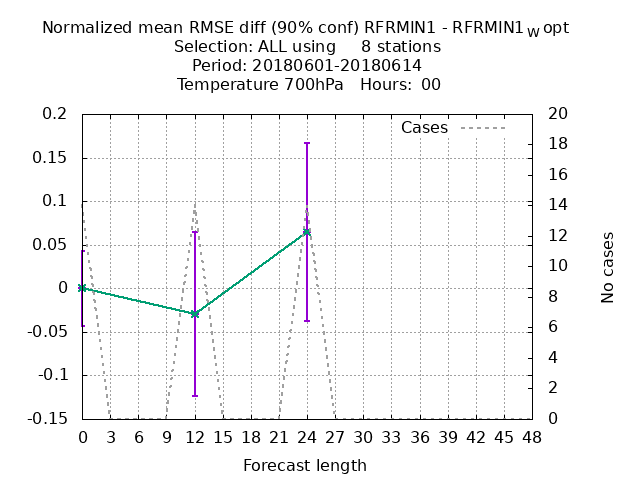 Normalized mean RMSE diff (90% conf) RFRMIN1 - RFRMIN1W opt
Selection: ALL using 8 stations
Period: 20180601-20180614
Temperature 700hPa Hours: 00
Cases
0.2
0.15
0.1
0.05
0
-0.05
-0.1
-0.15
20
18
16
14
12
10
8
6
4
2
0
No cases
0 3 6 9 12 15 18 21 24 27 30 33 36 39 42 45 48
Forecast length